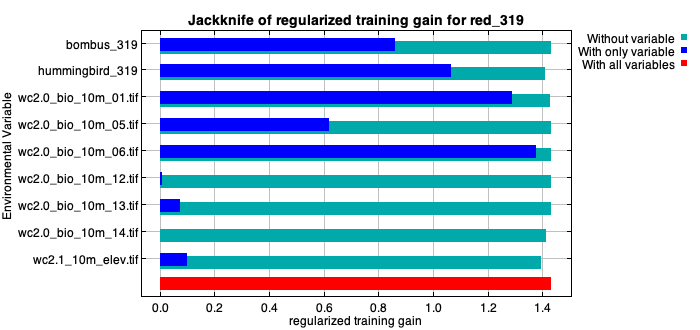 Jackknife of regularized training gain for red_319
Without variable
With only variable
With all variables
Environmental Variable
bombus_319
hummingbird_319
wc2.0_bio_10m_01.tif
wc2.0_bio_10m_05.tif
wc2.0_bio_10m_06.tif
wc2.0_bio_10m_12.tif
wc2.0_bio_10m_13.tif
wc2.0_bio_10m_14.tif
wc2.1_10m_elev.tif
0.0 0.2 0.4 0.6 0.8 1.0 1.2 1.4
regularized training gain